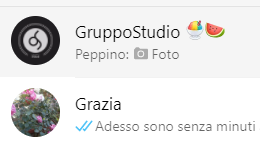 GruppoStudio 🍧🍉
Peppino: 📷 Foto
Grazia
Adesso sono senza minuti